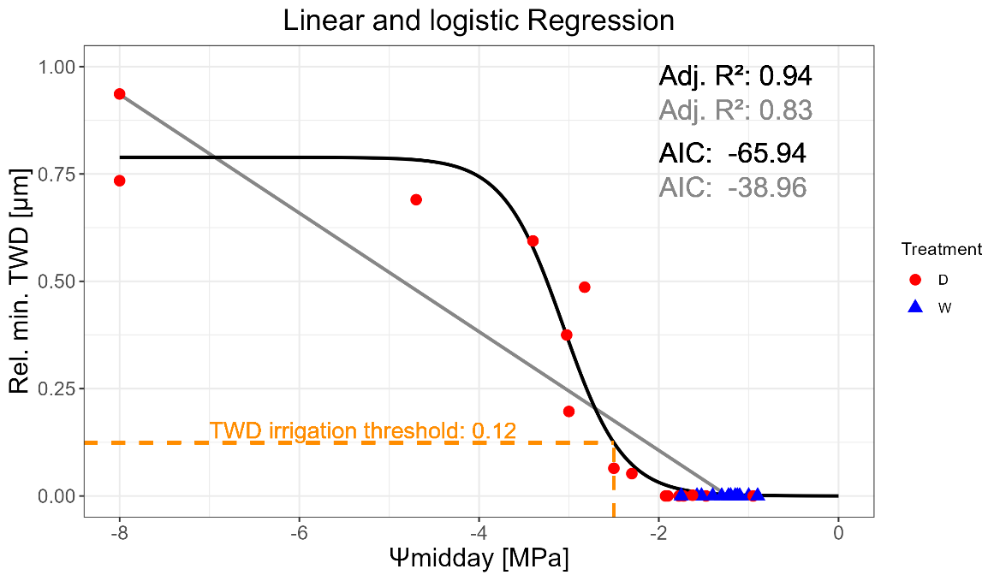 Linear and logistic Regression
Adj. R²: 0.94
Adj. R²: 0.83
AIC: -65.94
AIC: -38.96
TWD irrigation threshold: 0.12
Rel. min. TWD [µm]
1.00
0.75
0.50
0.25
0.00
-8
-6
-4
-2
0
Ψmidday [MPa]
Treatment
D
W